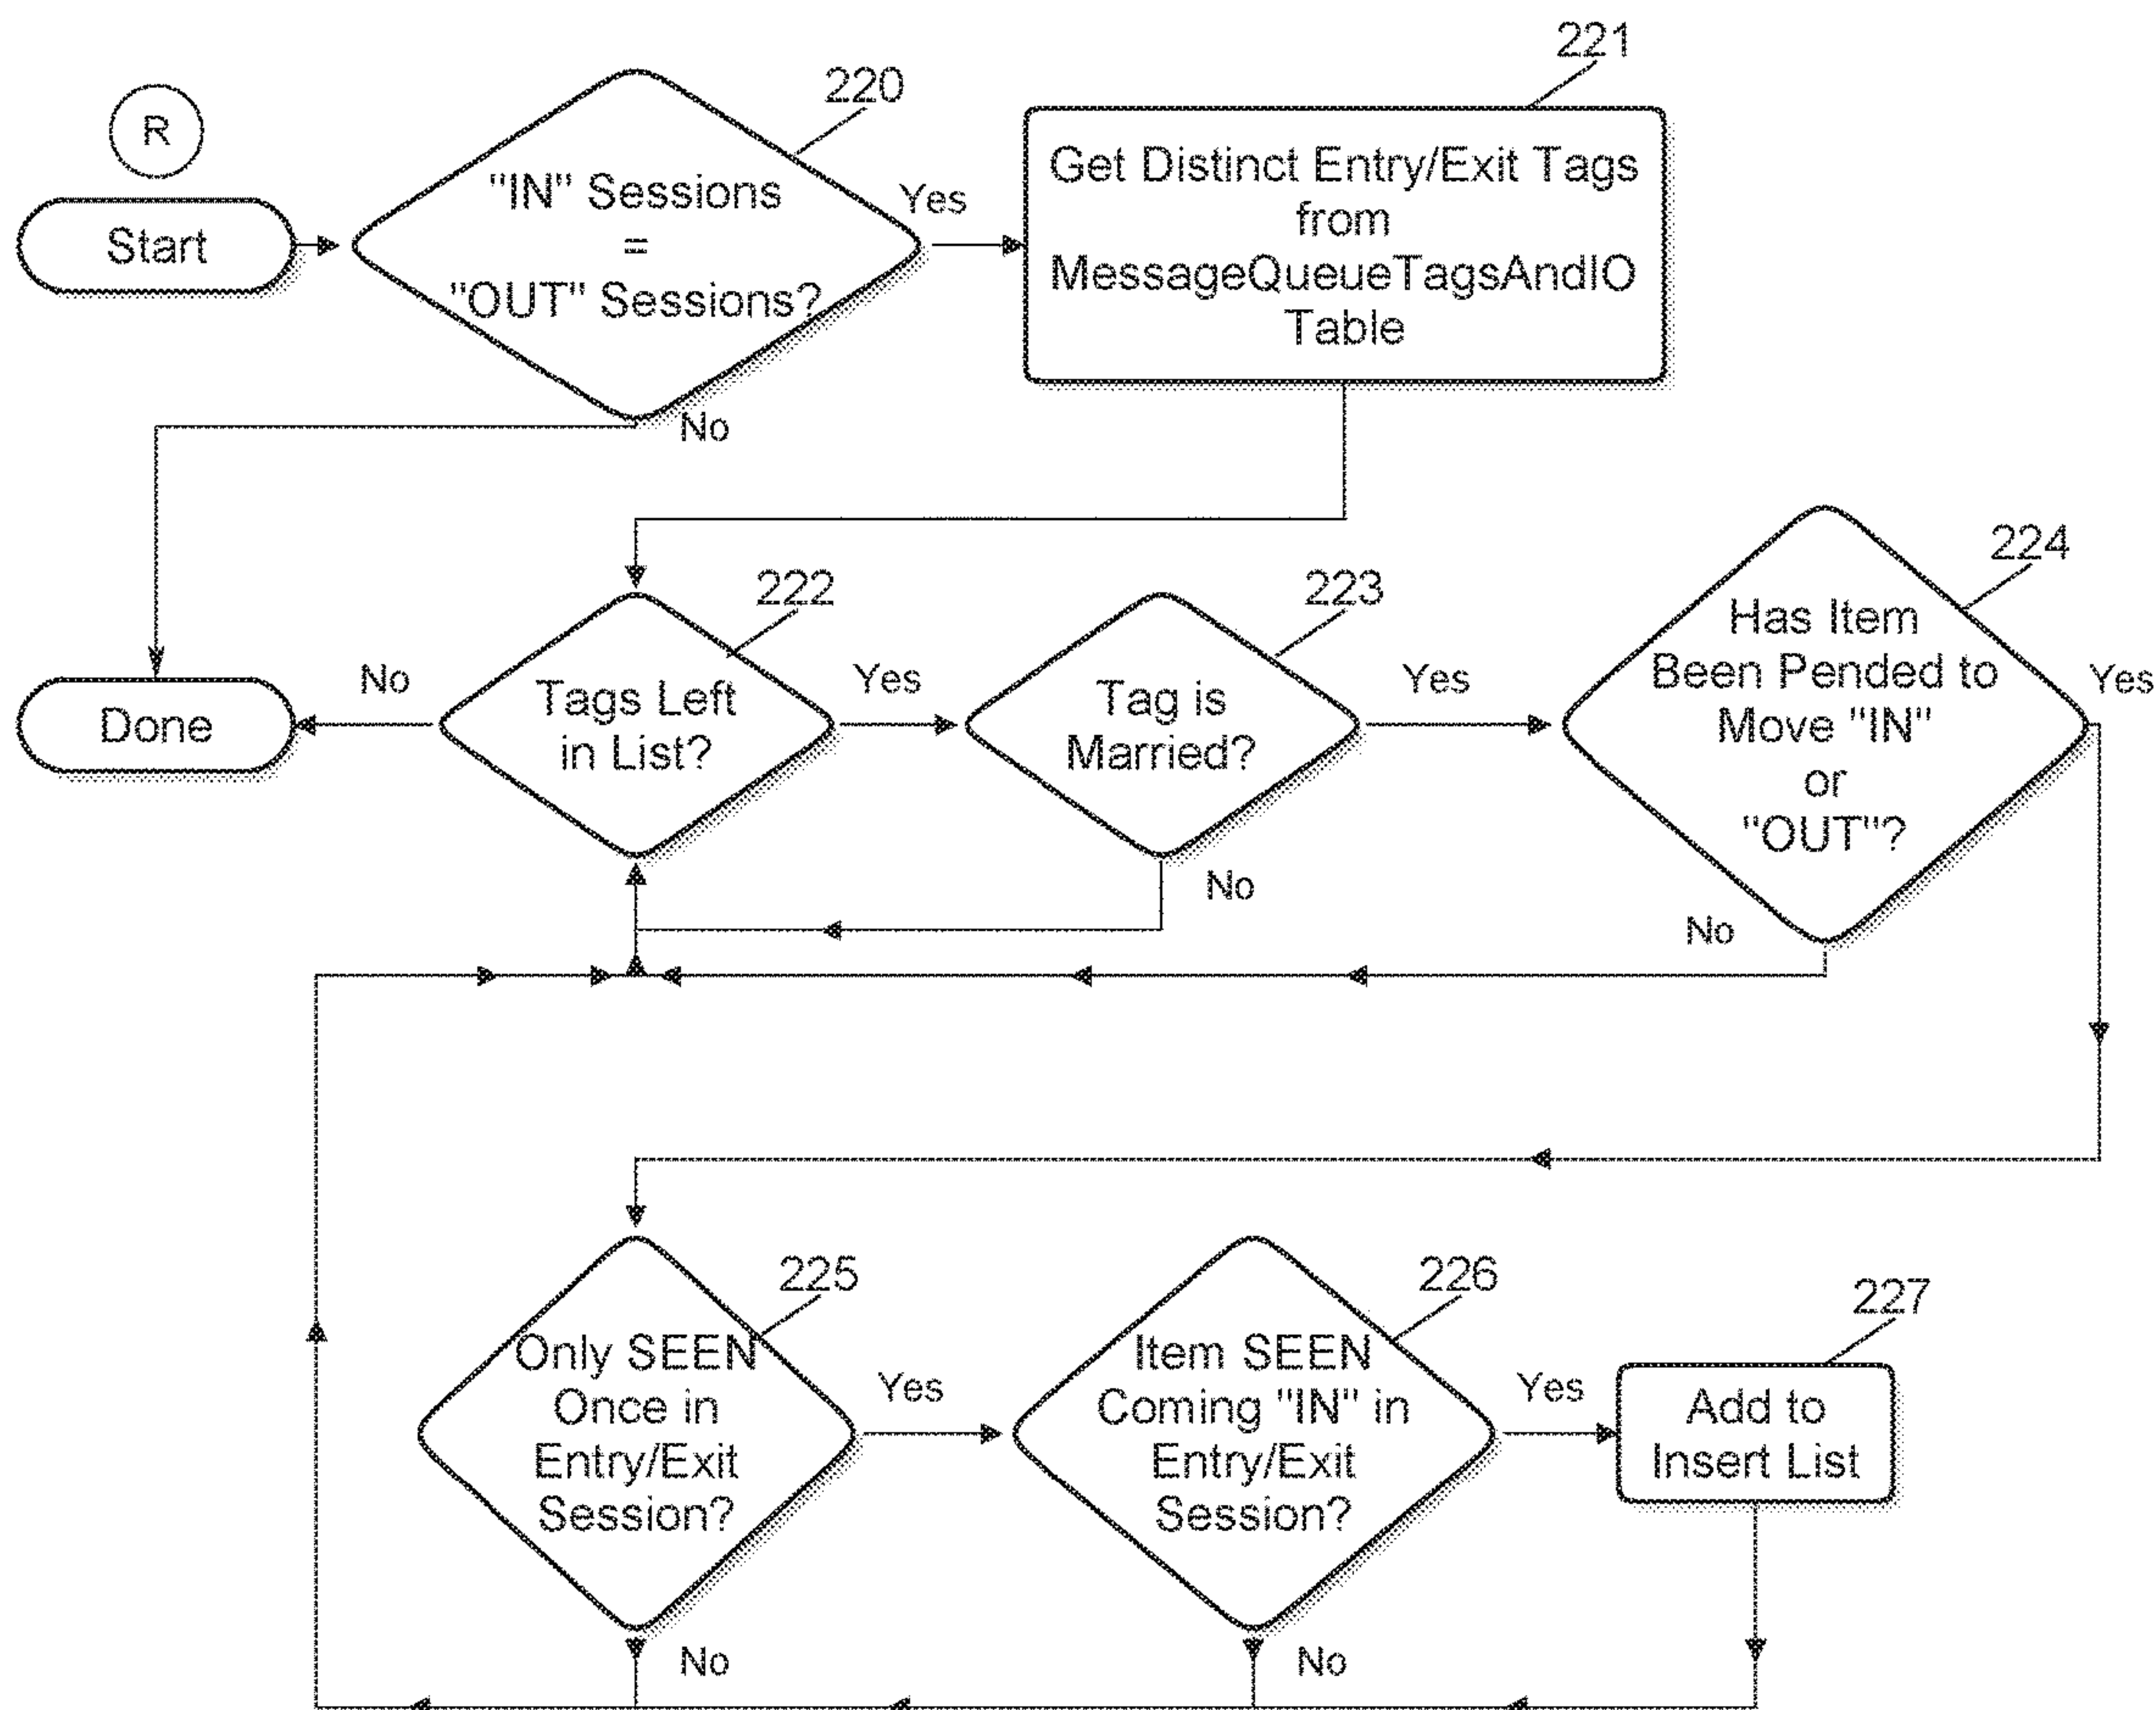 R
Start
220
"IN" Sessions
=
"OUT" Sessions?
Yes
No
221
Get Distinct Entry/Exit Tags
from
MessageQueueTagsAndIO
Table
Done
No
222
Tags Left
in List?
Yes
223
Tag is
Married?
Yes
No
224
Has Item
Been Pended to
Move "IN"
or
"OUT"?
Yes
No
225
Only SEEN
Once in
Entry/Exit
Session?
Yes
No
226
Item SEEN
Coming "IN" in
Entry/Exit
Session?
Yes
No
227
Add to
Insert List